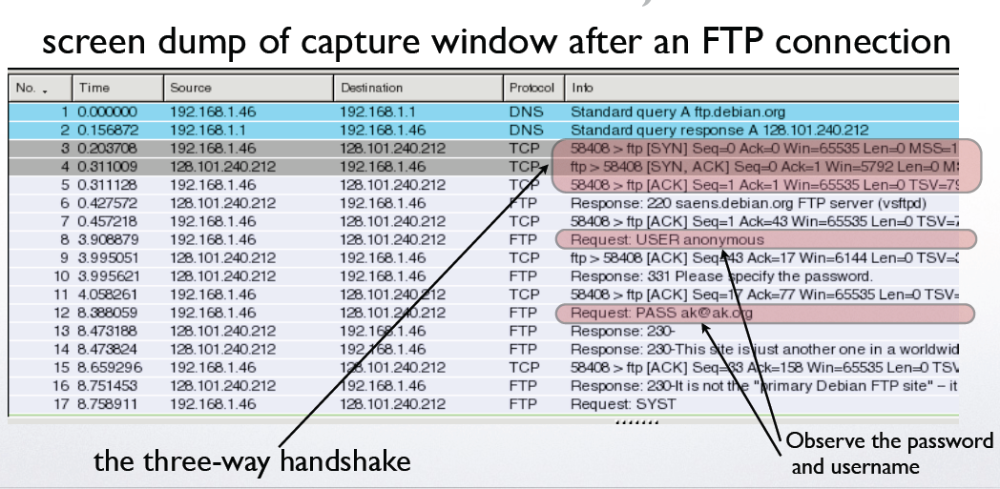 screen dump of capture window after an FTP connection
No. Time Source Destination Protocol Info
1 0.000000 192.168.1.46 192.168.1.1 DNS Standard query A ftp.debian.org
2 0.156872 192.168.1.1 192.168.1.46 DNS Standard query response A 128.101.240.212
3 0.203708 192.168.1.46 128.101.240.212 TCP 58408 > ftp [SYN] Seq=0 Ack=0 Win=65535 Len=0 MSS=1
4 0.311009 128.101.240.212 192.168.1.46 TCP ftp > 58408 [SYN, ACK] Seq=0 Ack=1 Win=5792 Len=0
5 0.311128 192.168.1.46 128.101.240.212 TCP 58408 > ftp [ACK] Seq=1 Ack=1 Win=65535 Len=0 TSV=79
6 0.427572 128.101.240.212 192.168.1.46 FTP Response: 220 saens.debian.org FTP server (vsftpd)
7 0.457218 192.168.1.46 128.101.240.212 TCP 58408 > ftp [ACK] Seq=1 Ack=43 Win=65535 Len=0 TSV=7
8 3.908879 192.168.1.46 128.101.240.212 FTP Request: USER anonymous
9 3.995051 128.101.240.212 192.168.1.46 TCP ftp > 58408 [ACK] Seq=43 Ack=17 Win=6144 Len=0 TSV=3
10 3.995621 128.101.240.212 192.168.1.46 FTP Response: 331 Please specify the password.
11 4.058261 192.168.1.46 128.101.240.212 TCP 58408 > ftp [ACK] Seq=17 Ack=77 Win=65535 Len=0 TSV=
12 8.388059 192.168.1.46 128.101.240.212 FTP Request: PASS ak@ak.org
13 8.473188 128.101.240.212 192.168.1.46 FTP Response: 230-
14 8.473824 128.101.240.212 192.168.1.46 FTP Response: 230-This site is just another one in a worldwid
15 8.659296 192.168.1.46 128.101.240.212 TCP 58408 > ftp [ACK] Seq=33 Ack=158 Win=65535 Len=0 TSV
16 8.751453 128.101.240.212 192.168.1.46 FTP Response: 230-It is not the "primary Debian FTP site" – it
17 8.758911 192.168.1.46 128.101.240.212 FTP Request: SYST
the three-way handshake
Observe the password
and username